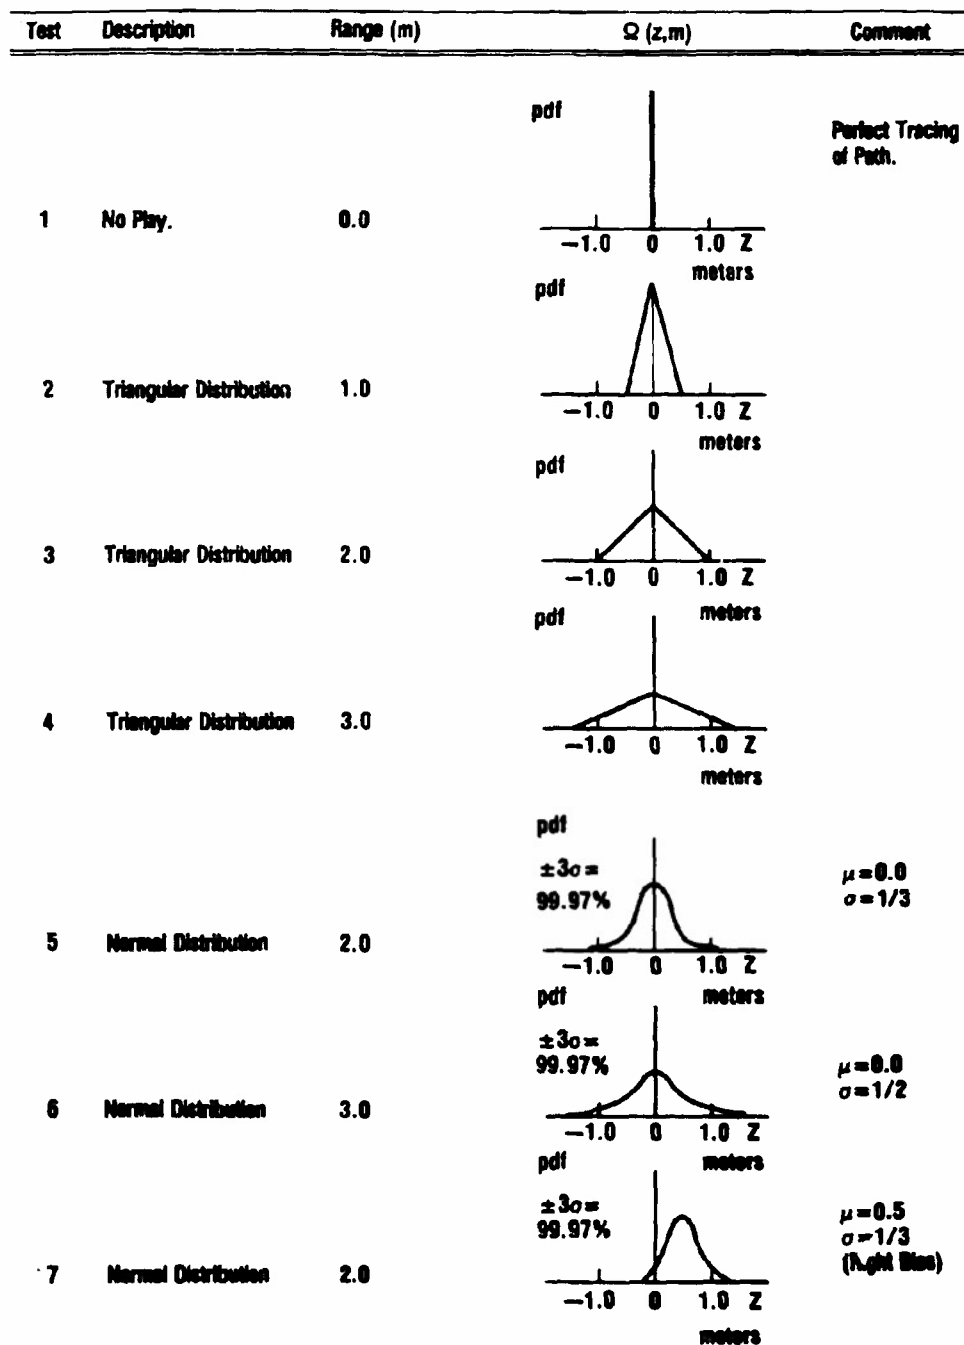 Test Description Range (m) Ω (z,m) Comment
pdf
Perfect Tracing
of Path.
1 No Play. 0.0
−1.0 0 1.0 Z
meters
pdf
2 Triangular Distribution 1.0
−1.0 0 1.0 Z
meters
pdf
3 Triangular Distribution 2.0
−1.0 0 1.0 Z
meters
pdf
4 Triangular Distribution 3.0
−1.0 0 1.0 Z
meters
pdf
±3σ=
99.97%
μ=0.0
σ=1/3
5 Normal Distribution 2.0
−1.0 0 1.0 Z
meters
pdf
±3σ=
99.97%
μ=0.0
σ=1/2
6 Normal Distribution 3.0
−1.0 0 1.0 Z
meters
pdf
±3σ=
99.97%
μ=0.5
σ=1/3
(Right Bias)
7 Normal Distribution 2.0
−1.0 0 1.0 Z
meters